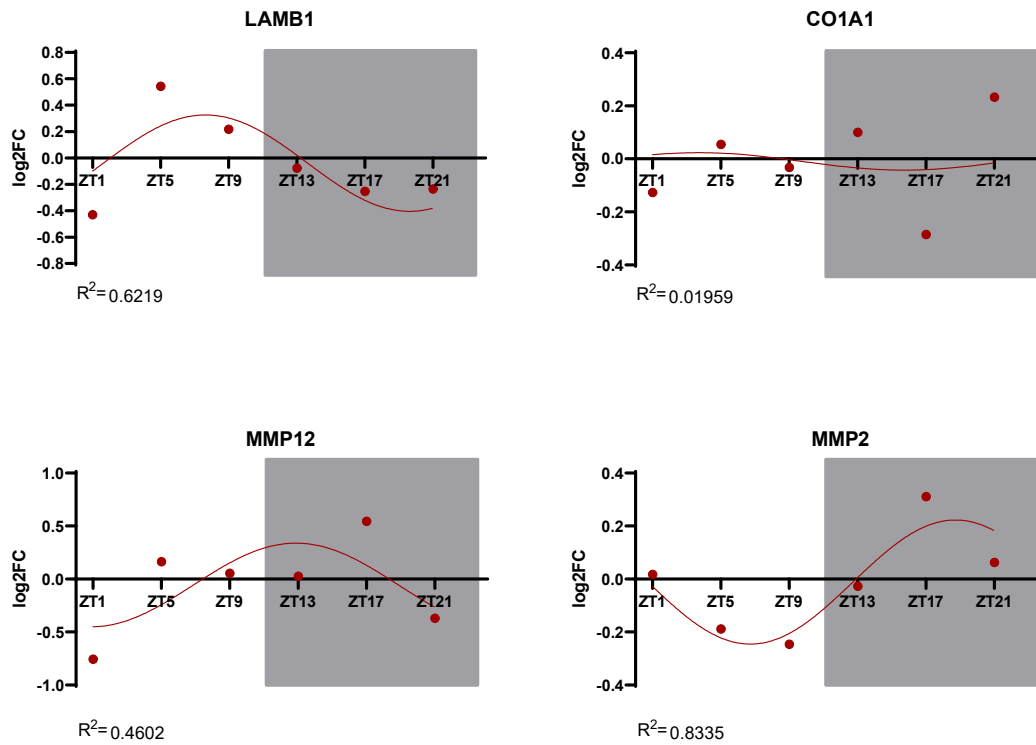 LAMB1
log2FC
0.8
0.6
0.4
0.2
0.0
-0.2
-0.4
-0.6
-0.8
ZT1 ZT5 ZT9 ZT13 ZT17 ZT21
R²= 0.6219
CO1A1
log2FC
0.4
0.2
0.0
-0.2
-0.4
ZT1 ZT5 ZT9 ZT13 ZT17 ZT21
R²= 0.01959
MMP12
log2FC
1.0
0.5
0.0
-0.5
-1.0
ZT1 ZT5 ZT9 ZT13 ZT17 ZT21
R²= 0.4602
MMP2
log2FC
0.4
0.2
0.0
-0.2
-0.4
ZT1 ZT5 ZT9 ZT13 ZT17 ZT21
R²= 0.8335